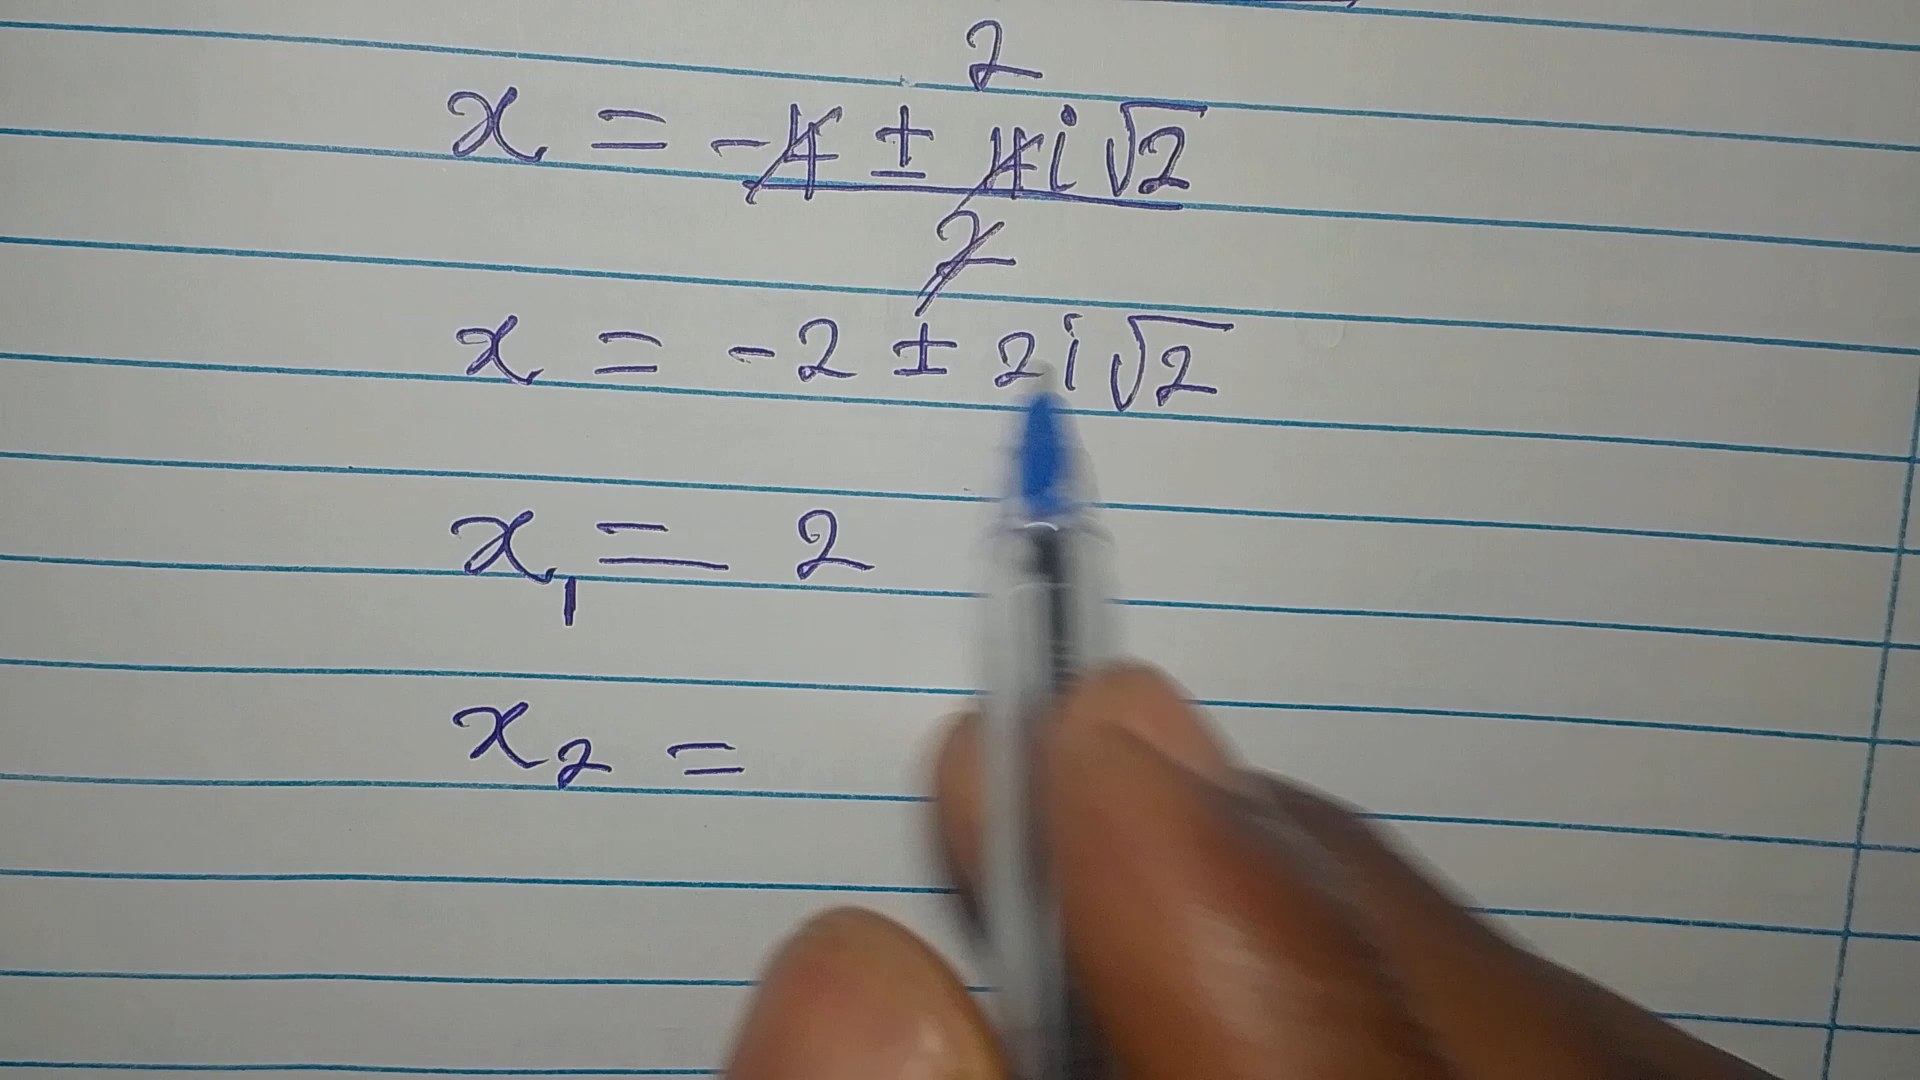 2
x = -4 ± 4i√2
2
x = -2 ± 2i√2
x₁ = 2
x₂ =